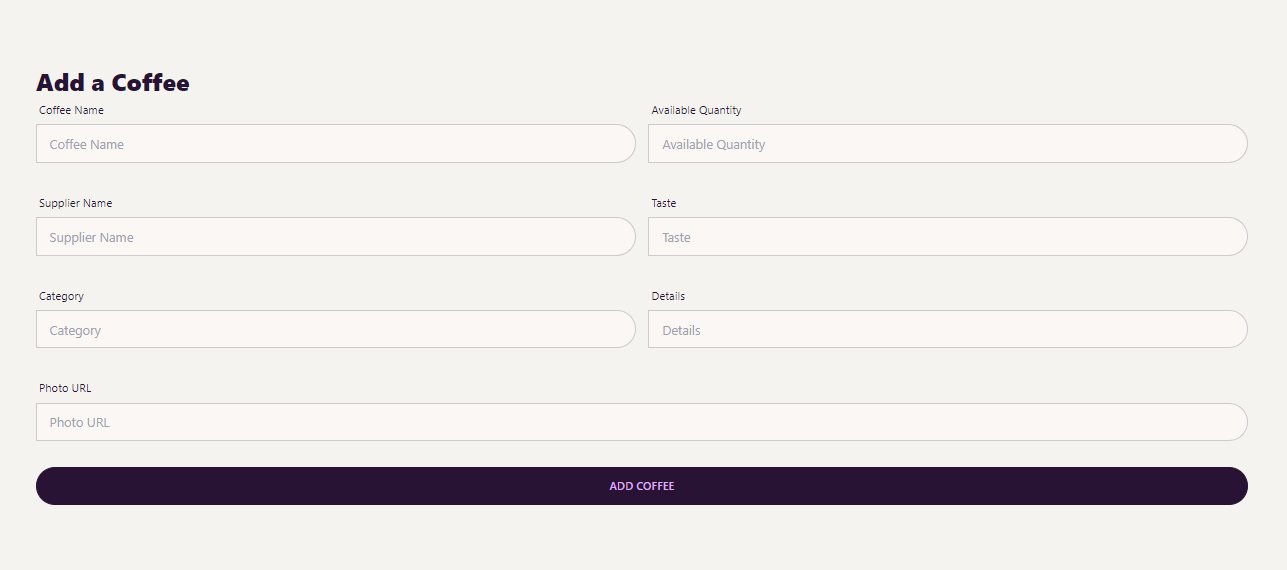 Add a Coffee
Coffee Name Available Quantity
Coffee Name Available Quantity
Supplier Name Taste
Supplier Name Taste
Category Details
Category Details
Photo URL
Photo URL
ADD COFFEE